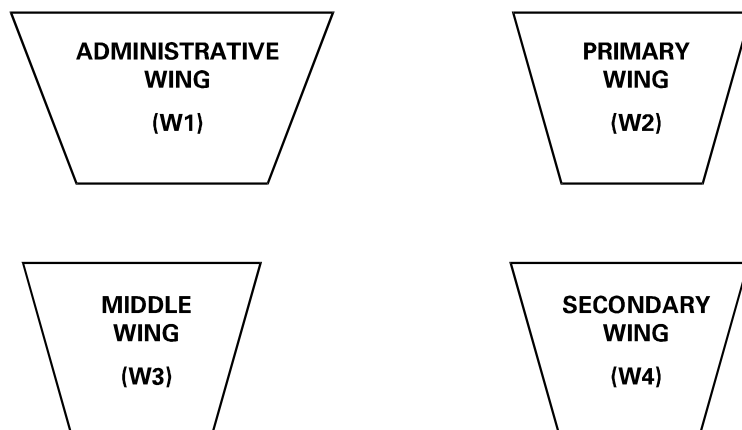 ADMINISTRATIVE
WING
(W1)
PRIMARY
WING
(W2)
MIDDLE
WING
(W3)
SECONDARY
WING
(W4)